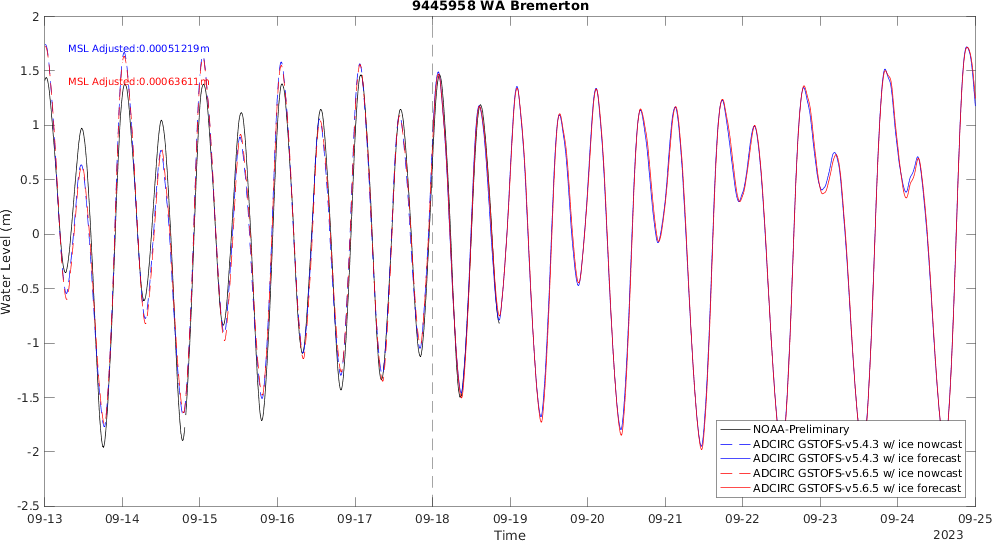 9445958 WA Bremerton
MSL Adjusted:0.00051219m
MSL Adjusted:0.00063611m
Water Level (m)
2
1.5
1
0.5
0
-0.5
-1
-1.5
-2
-2.5
NOAA-Preliminary
ADCIRC GSTOFS-v5.4.3 w/ ice nowcast
ADCIRC GSTOFS-v5.4.3 w/ ice forecast
ADCIRC GSTOFS-v5.6.5 w/ ice nowcast
ADCIRC GSTOFS-v5.6.5 w/ ice forecast
09-13 09-14 09-15 09-16 09-17 09-18 09-19 09-20 09-21 09-22 09-23 09-24 09-25
Time
2023